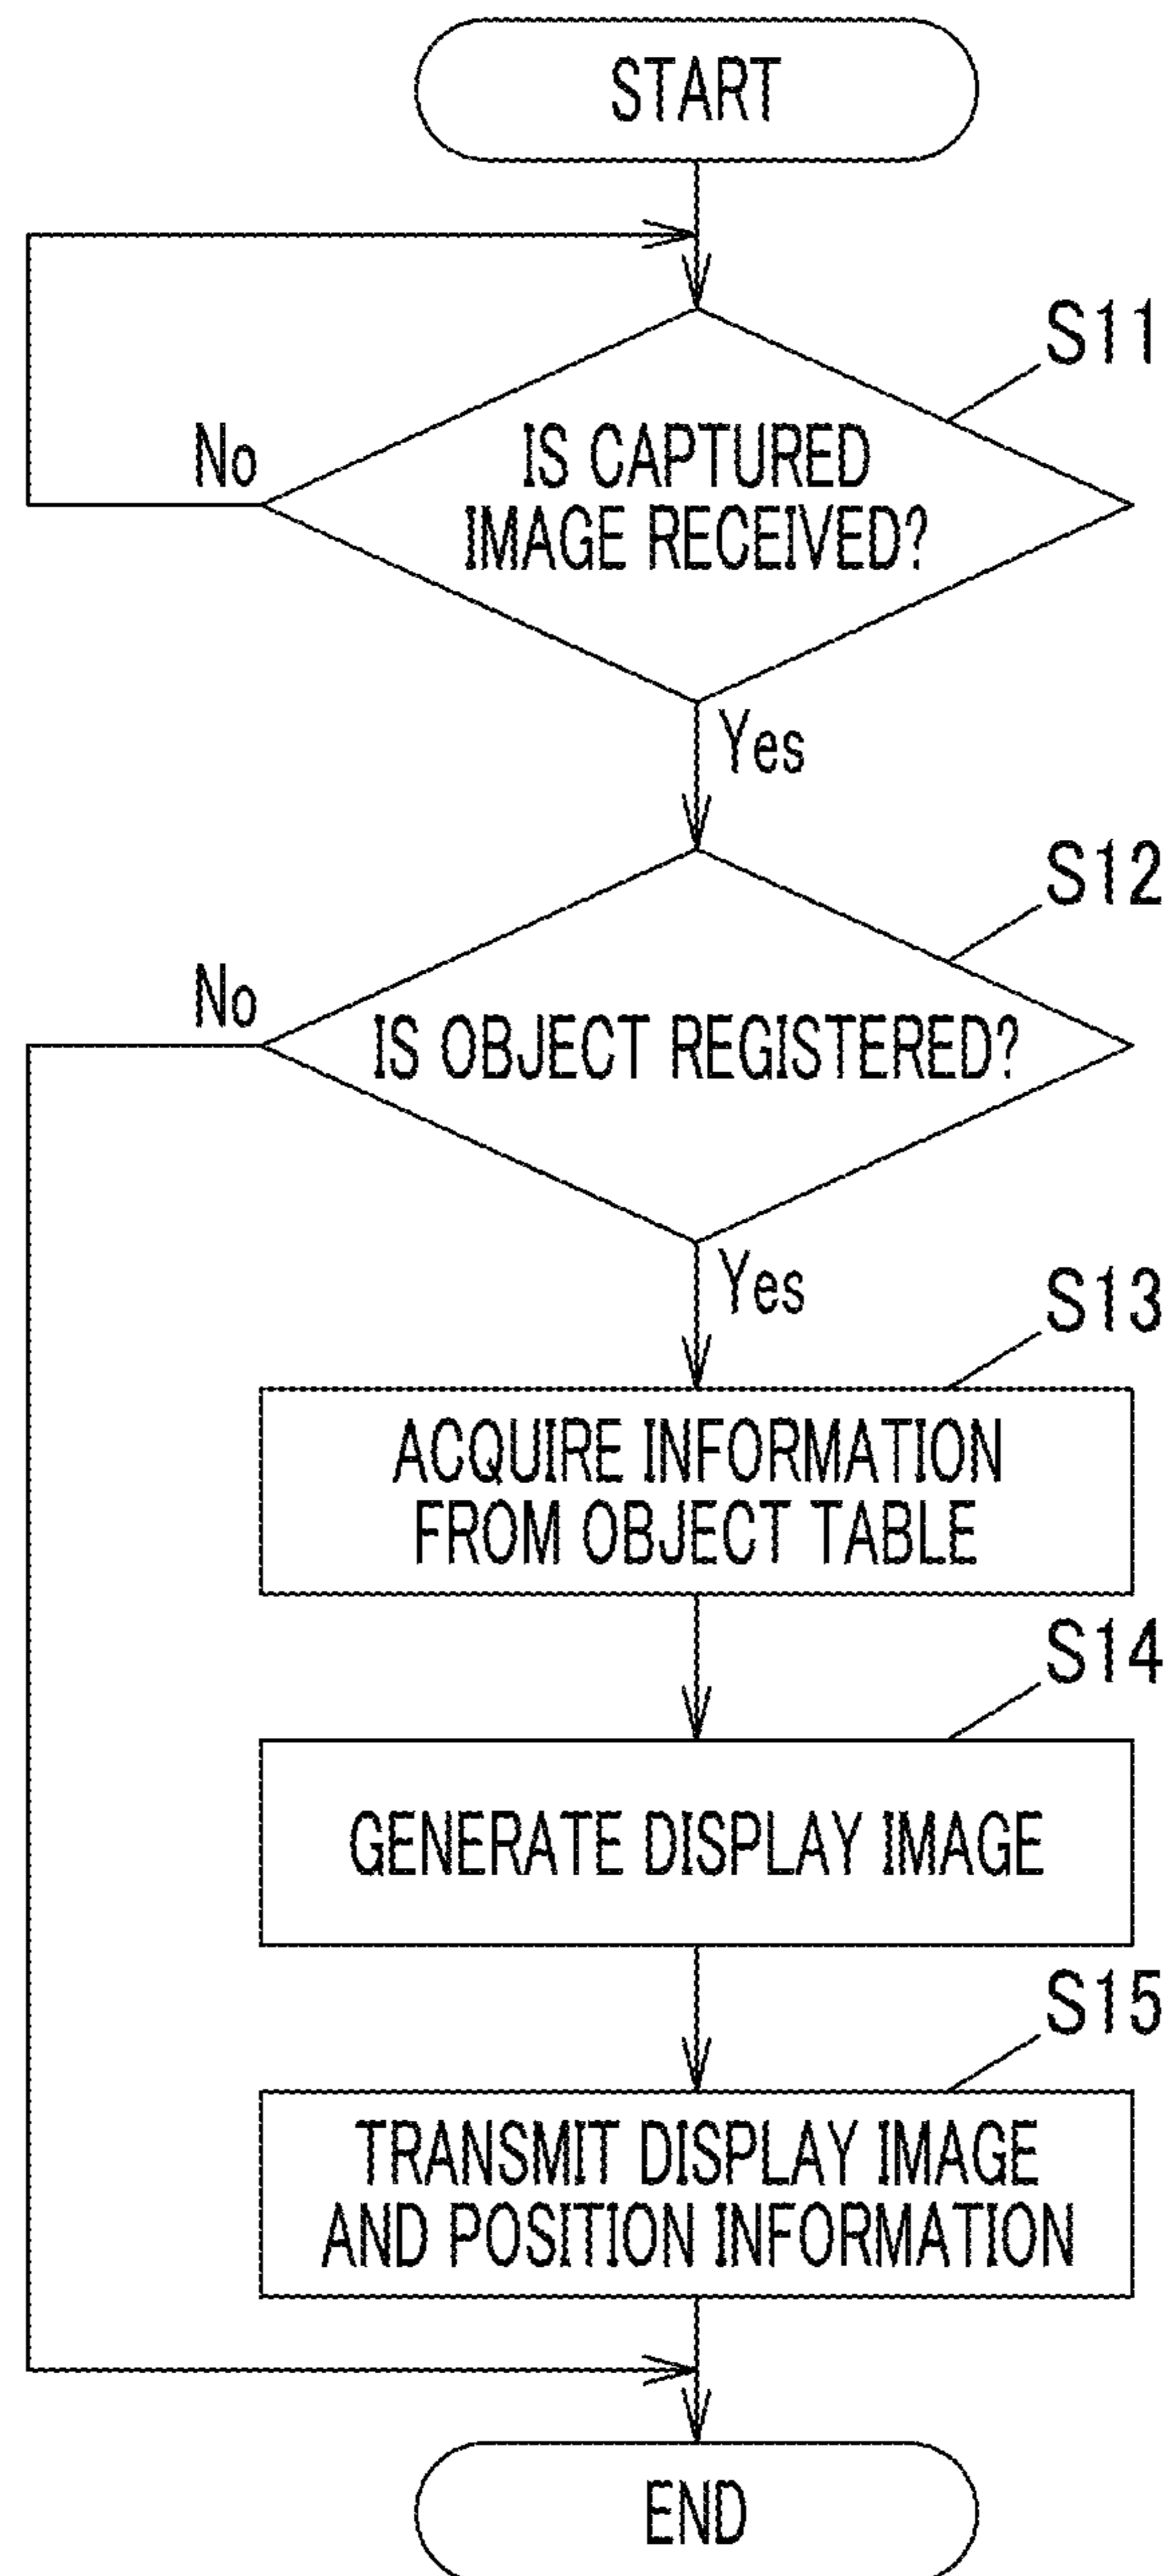 START
S11
No
IS CAPTURED
IMAGE RECEIVED?
Yes
S12
No
IS OBJECT REGISTERED?
Yes
S13
ACQUIRE INFORMATION
FROM OBJECT TABLE
S14
GENERATE DISPLAY IMAGE
S15
TRANSMIT DISPLAY IMAGE
AND POSITION INFORMATION
END